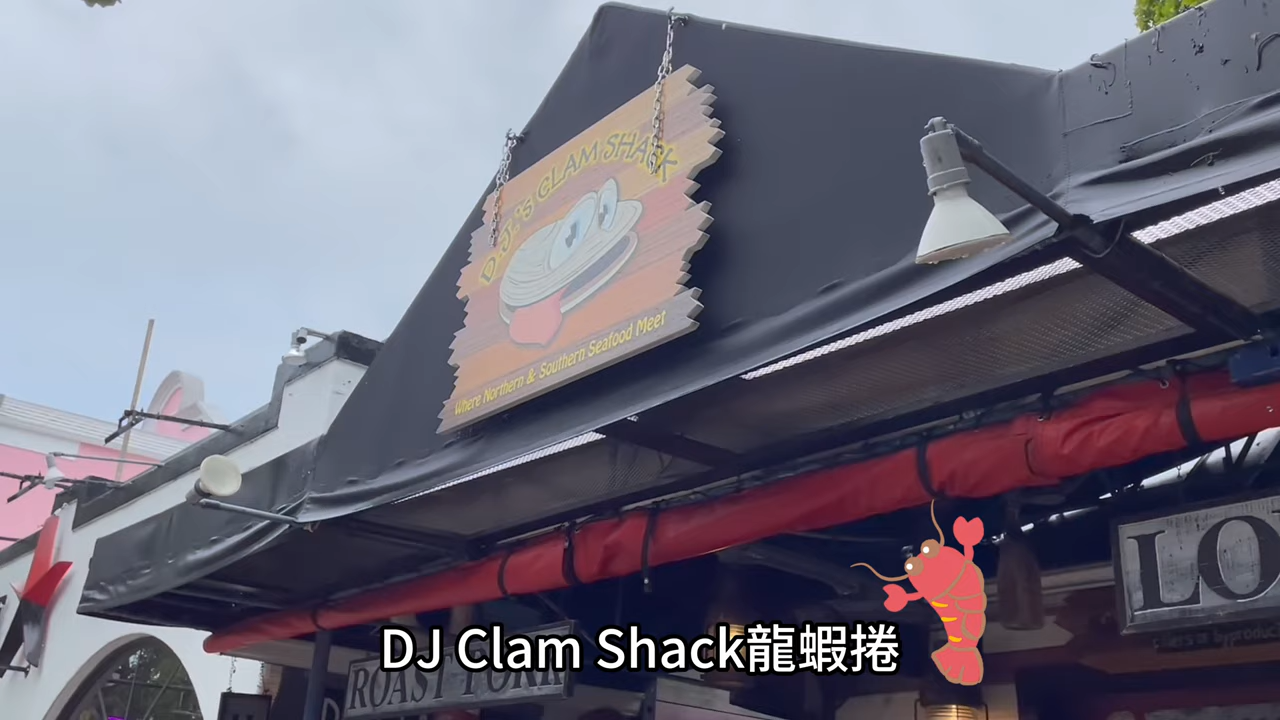 D.J.'S CLAM SHACK
Where Northern & Southern Seafood Meet
LO
DJ Clam Shack龍蝦捲
ROAST PORK